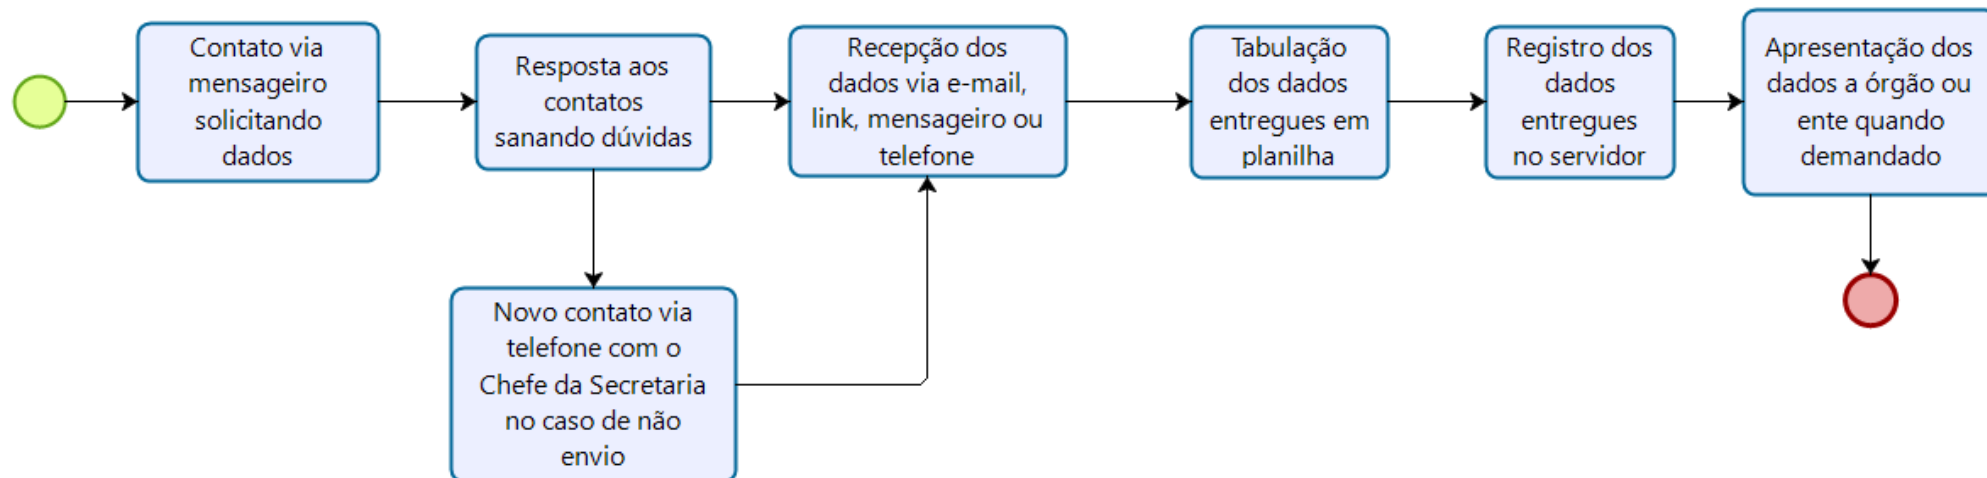 Contato via
mensageiro
solicitando
dados
Resposta aos
contatos
sanando dúvidas
Recepção dos
dados via e-mail,
link, mensageiro ou
telefone
Tabulação
dos dados
entregues em
planilha
Registro dos
dados
entregues
no servidor
Apresentação dos
dados a órgão ou
ente quando
demandado
Novo contato via
telefone com o
Chefe da Secretaria
no caso de não
envio